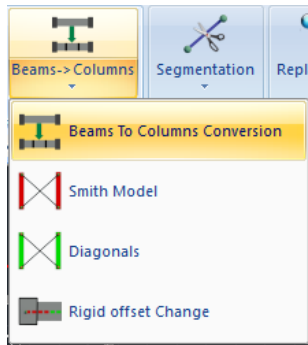 Beams->Columns
Segmentation
Repl
Beams To Columns Conversion
Smith Model
Diagonals
Rigid offset Change